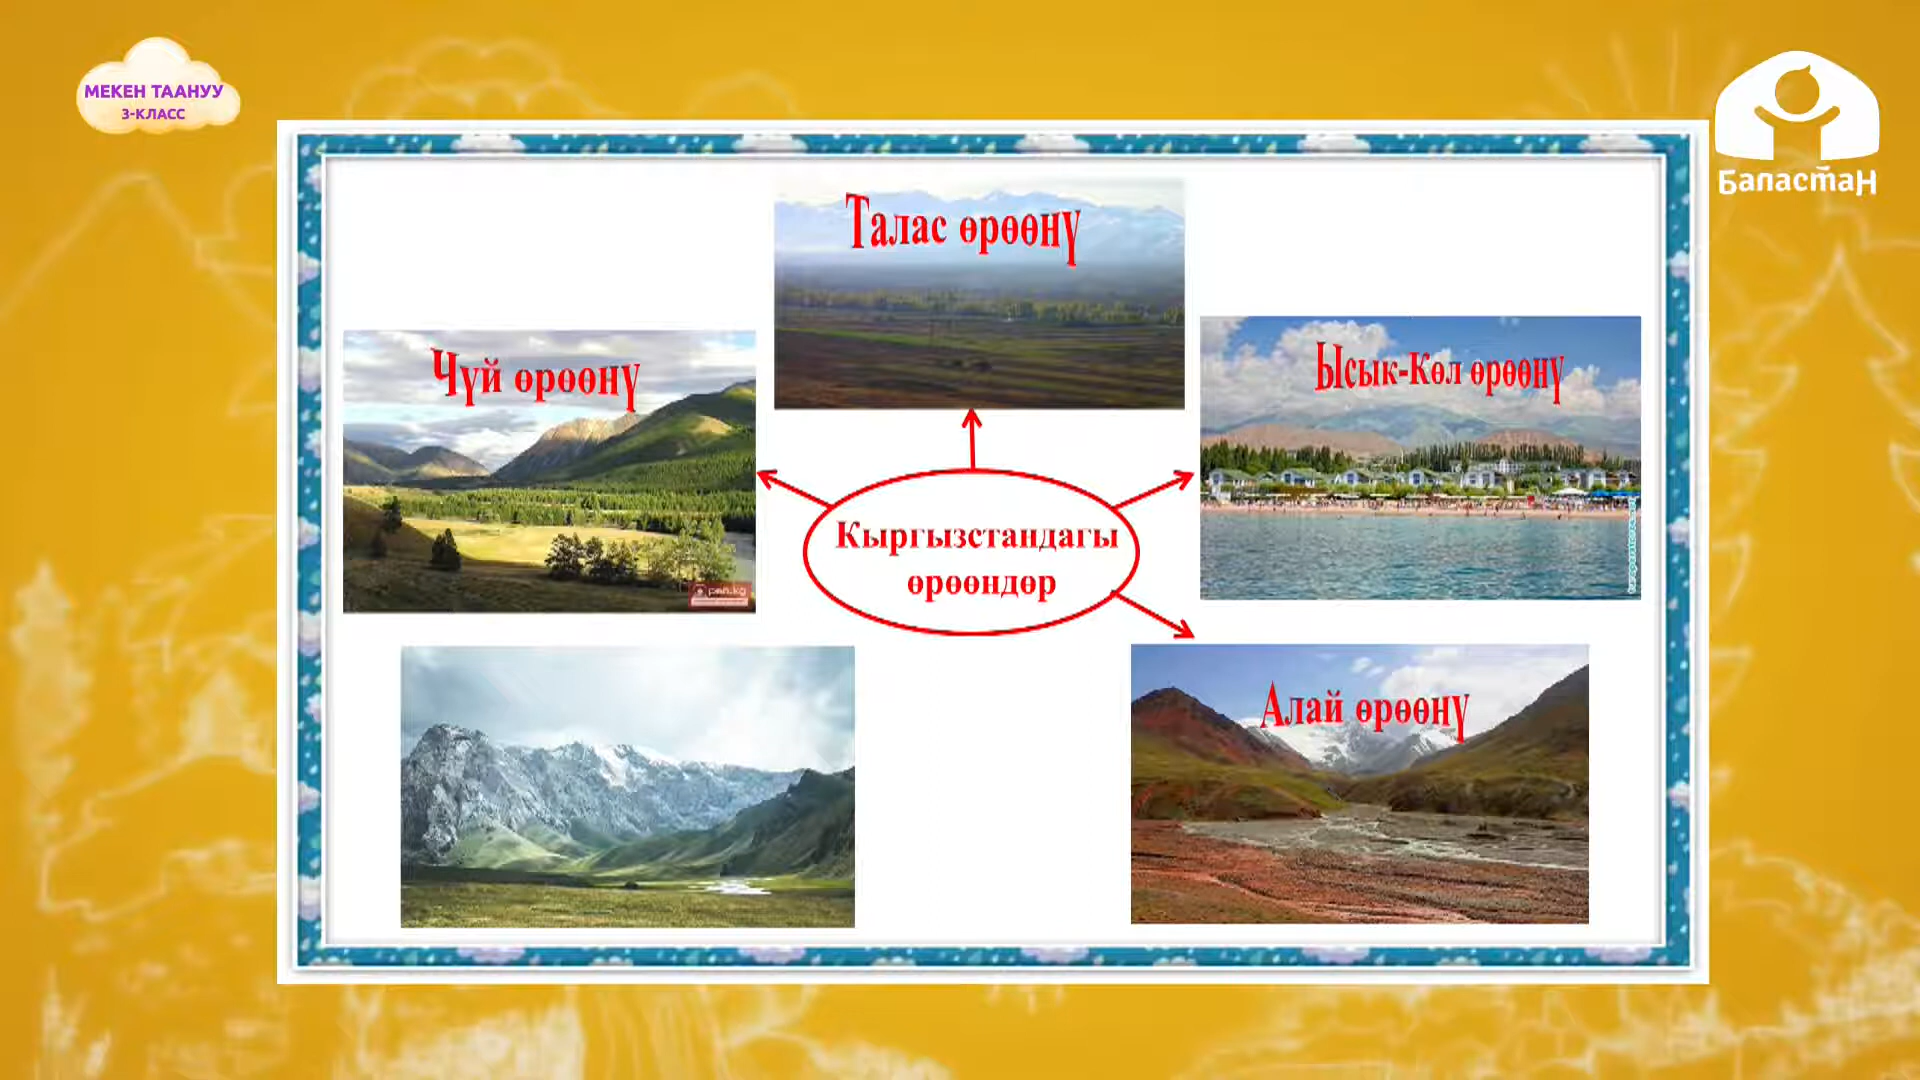 МЕКЕН ТААНУУ
3-КЛАСС
Баластан
Талас өрөөнү
Чүй өрөөнү
Ысык-Көл өрөөнү
Кыргызстандагы
өрөөндөр
Алай өрөөнү